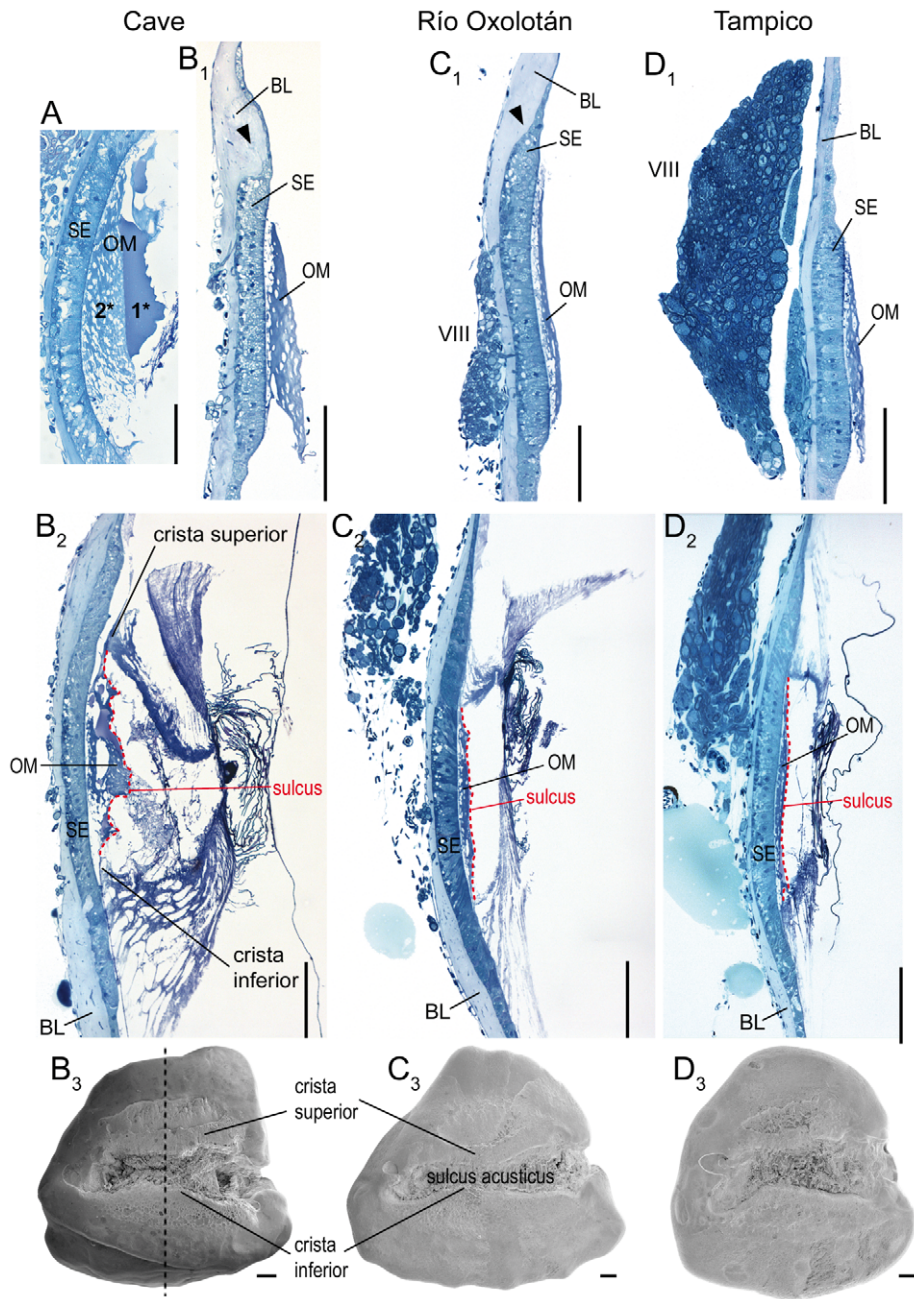 Cave
Río Oxolotán
Tampico
A
SE
OM
2*
1*
B1
BL
SE
OM
C1
BL
SE
OM
VIII
D1
VIII
BL
SE
OM
B2
crista superior
OM
sulcus
SE
crista
inferior
BL
C2
OM
sulcus
SE
BL
D2
OM
sulcus
SE
BL
B3
crista
superior
C3
sulcus acusticus
crista
inferior
D3